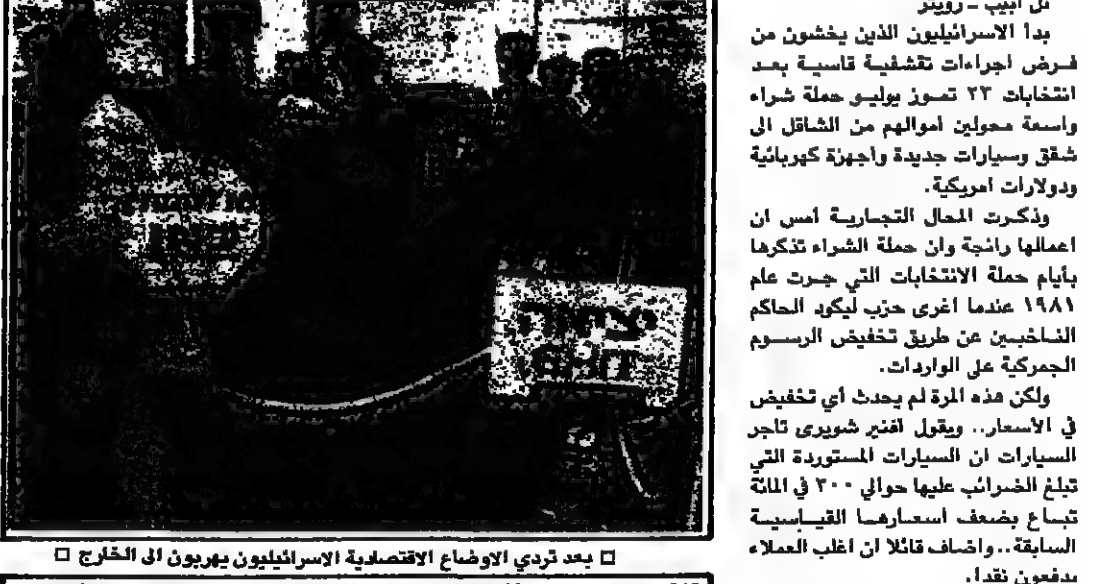 تل ابيب - رويتر
بدأ الاسرائيليون الذين يخشون من
فرض اجراءات تقشفية قاسية بعد
انتخابات ٢٣ تموز يوليو حملة شراء
واسعة محولين اموالهم من الشاقل الى
شقق وسيارات جديدة واجهزة كهربائية
ودولارات امريكية.
وذكرت المحال التجارية امس ان
اعمالها رائجة وان حملة الشراء تذكرها
بأيام حملة الانتخابات التي جرت عام
١٩٨١ عندما اغرى حزب ليكود الحاكم
الناخبين عن طريق تخفيض الرسوم
الجمركية على الواردات.
ولكن هذه المرة لم يحدث أي تخفيض
في الأسعار.. ويقول افنير شويرى تاجر
السيارات ان السيارات المستوردة التي
تبلغ الضرائب عليها حوالي ٣٠٠ في المائة
تباع بضعف اسعارها القياسية
السابقة.. واضاف قائلا ان اغلب العملاء
يدفعون نقدا.
□ بعد تردي الاوضاع الاقتصادية الاسرائيليون يهربون الى الخارج □